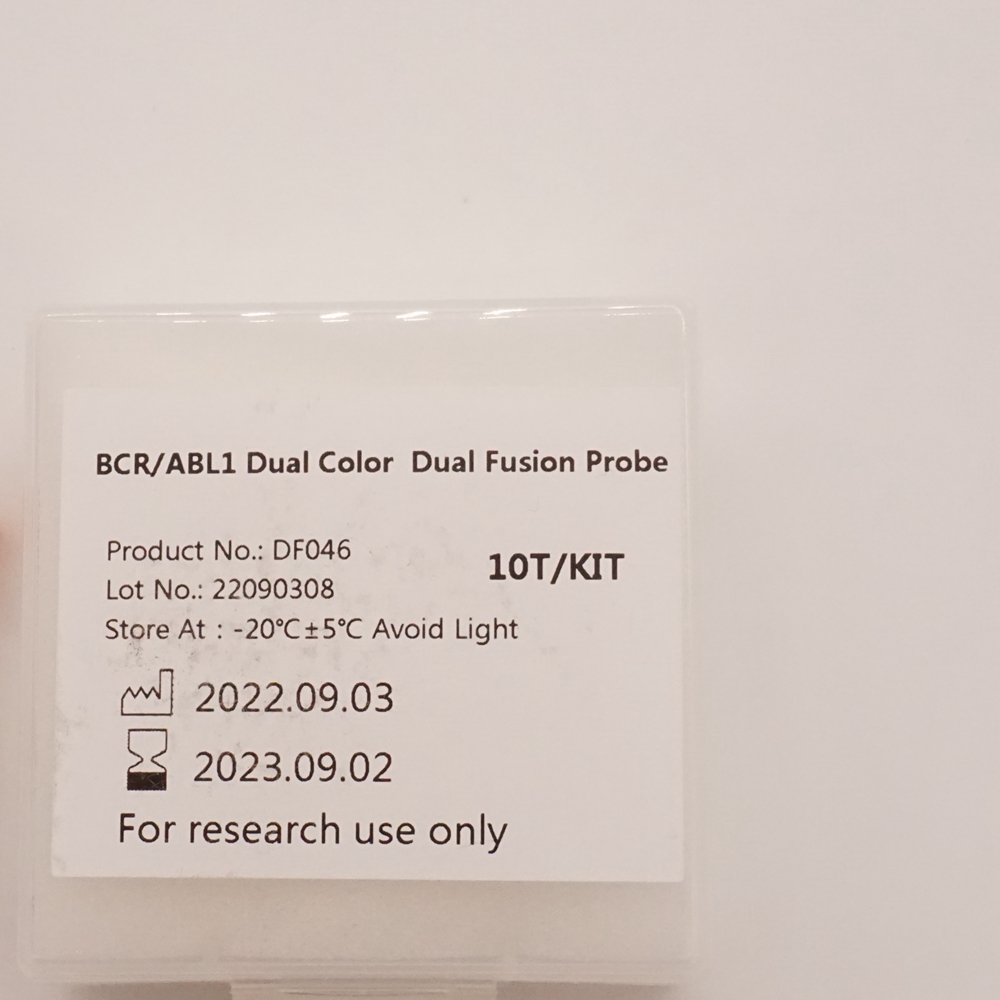 BCR/ABL1 Dual Color Dual Fusion Probe
Product No.: DF046
10T/KIT
Lot No.: 22090308
Store At : -20℃±5℃ Avoid Light
2022.09.03
2023.09.02
For research use only